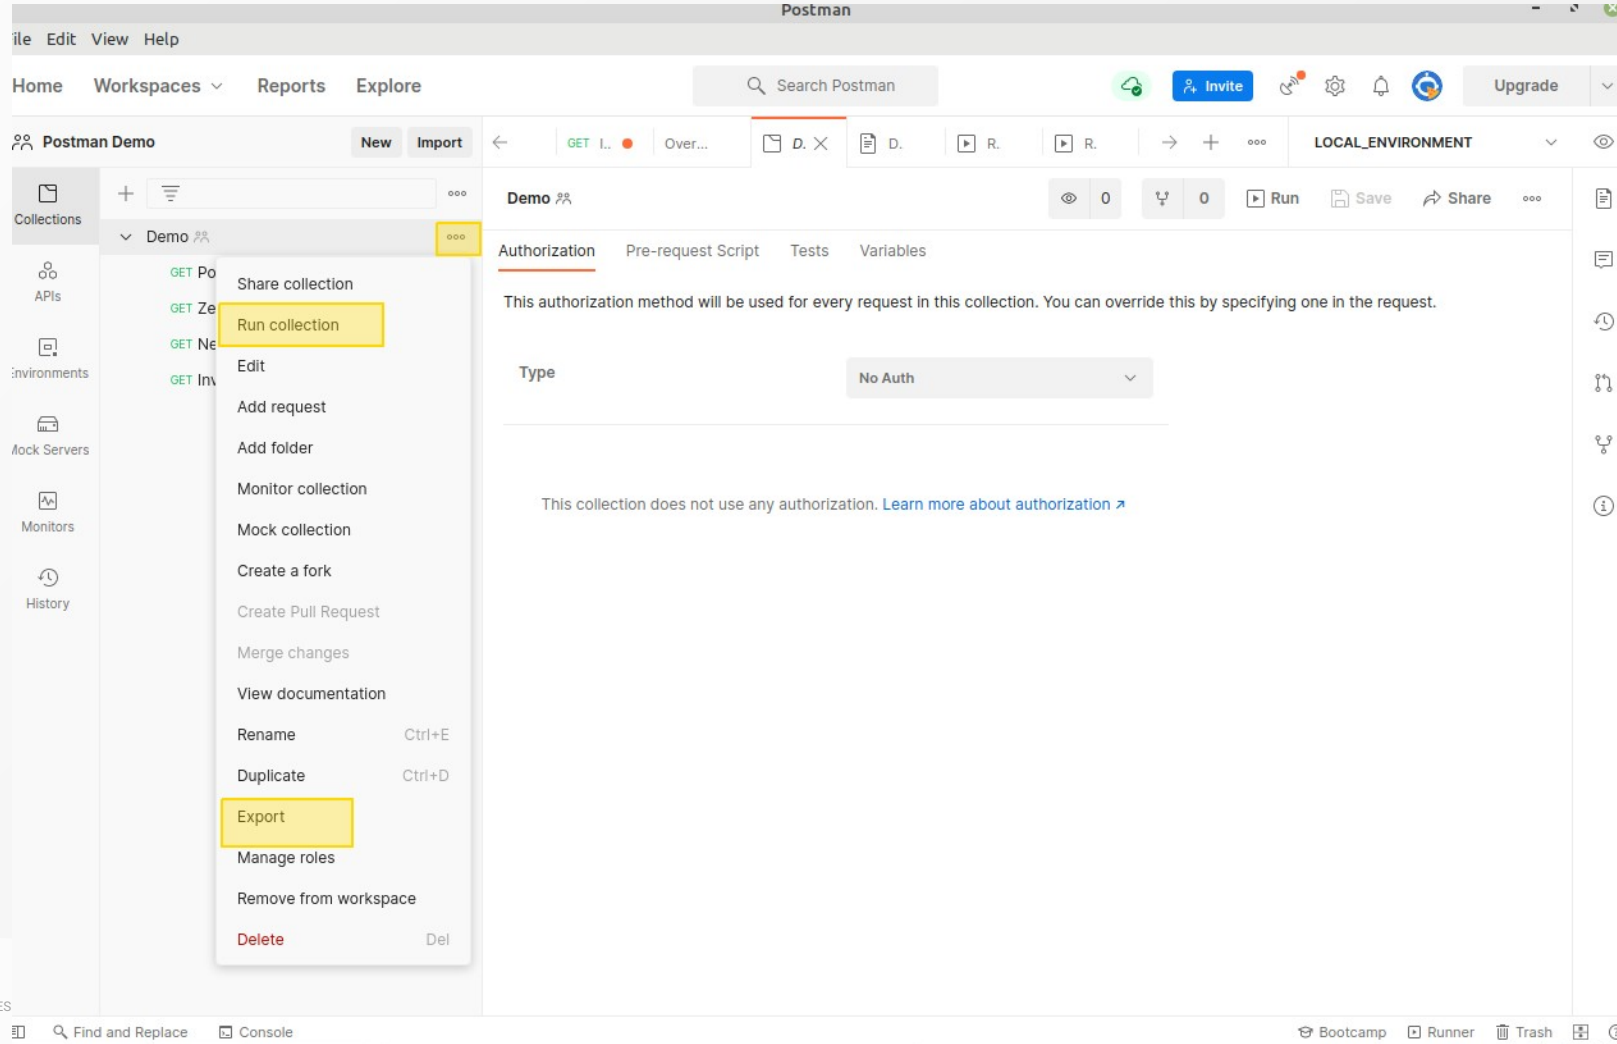 Postman
ile Edit View Help
Home Workspaces Reports Explore Search Postman Invite Upgrade
Postman Demo New Import GET I.. Over... D. D. R. R. LOCAL_ENVIRONMENT
Collections
Demo
Demo 0 0 Run Save Share
Authorization Pre-request Script Tests Variables
This authorization method will be used for every request in this collection. You can override this by specifying one in the request.
Type No Auth
This collection does not use any authorization. Learn more about authorization
GET Po
GET Ze
GET Ne
GET Inv
Share collection
Run collection
Edit
Add request
Add folder
Monitor collection
Mock collection
Create a fork
Create Pull Request
Merge changes
View documentation
Rename Ctrl+E
Duplicate Ctrl+D
Export
Manage roles
Remove from workspace
Delete Del
APIs
Environments
Mock Servers
Monitors
History
ES
Find and Replace Console Bootcamp Runner Trash